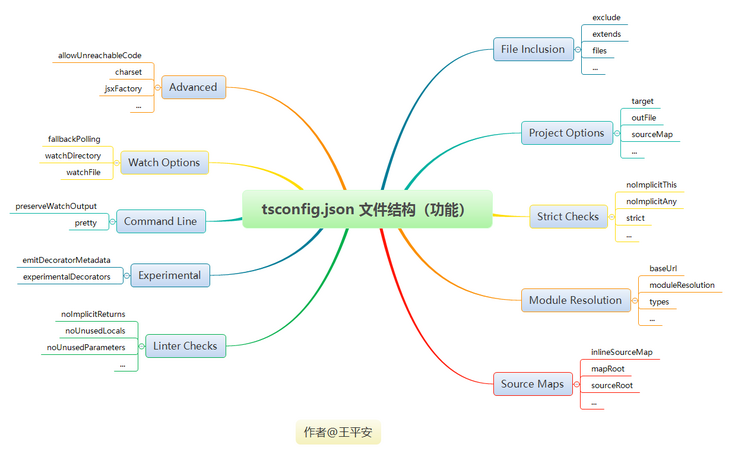 tsconfig.json 文件结构（功能）
File Inclusion
exclude
extends
files
...
Project Options
target
outFile
sourceMap
...
Strict Checks
noImplicitThis
noImplicitAny
strict
...
Module Resolution
baseUrl
moduleResolution
types
...
Source Maps
inlineSourceMap
mapRoot
sourceRoot
...
Advanced
allowUnreachableCode
charset
jsxFactory
...
Watch Options
fallbackPolling
watchDirectory
watchFile
Command Line
preserveWatchOutput
pretty
Experimental
emitDecoratorMetadata
experimentalDecorators
Linter Checks
noImplicitReturns
noUnusedLocals
noUnusedParameters
...
作者@王平安